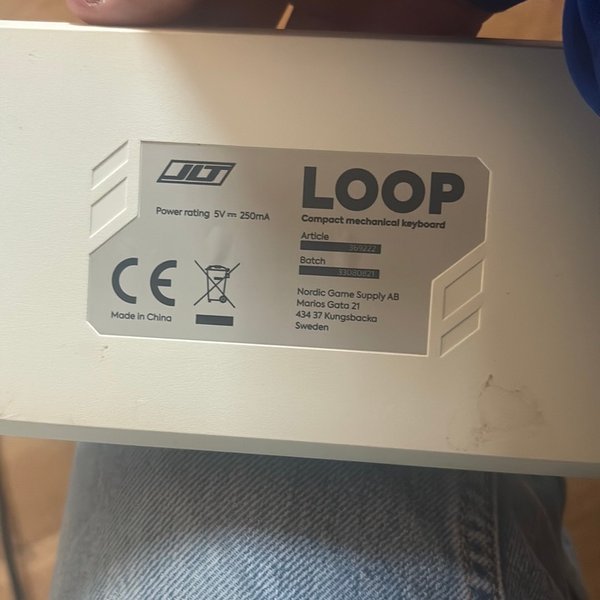 JLT
LOOP
Compact mechanical keyboard
Power rating 5V ⎓ 250mA
Article
369222
Batch
33080821
CE
Made in China
Nordic Game Supply AB
Marios Gata 21
434 37 Kungsbacka
Sweden